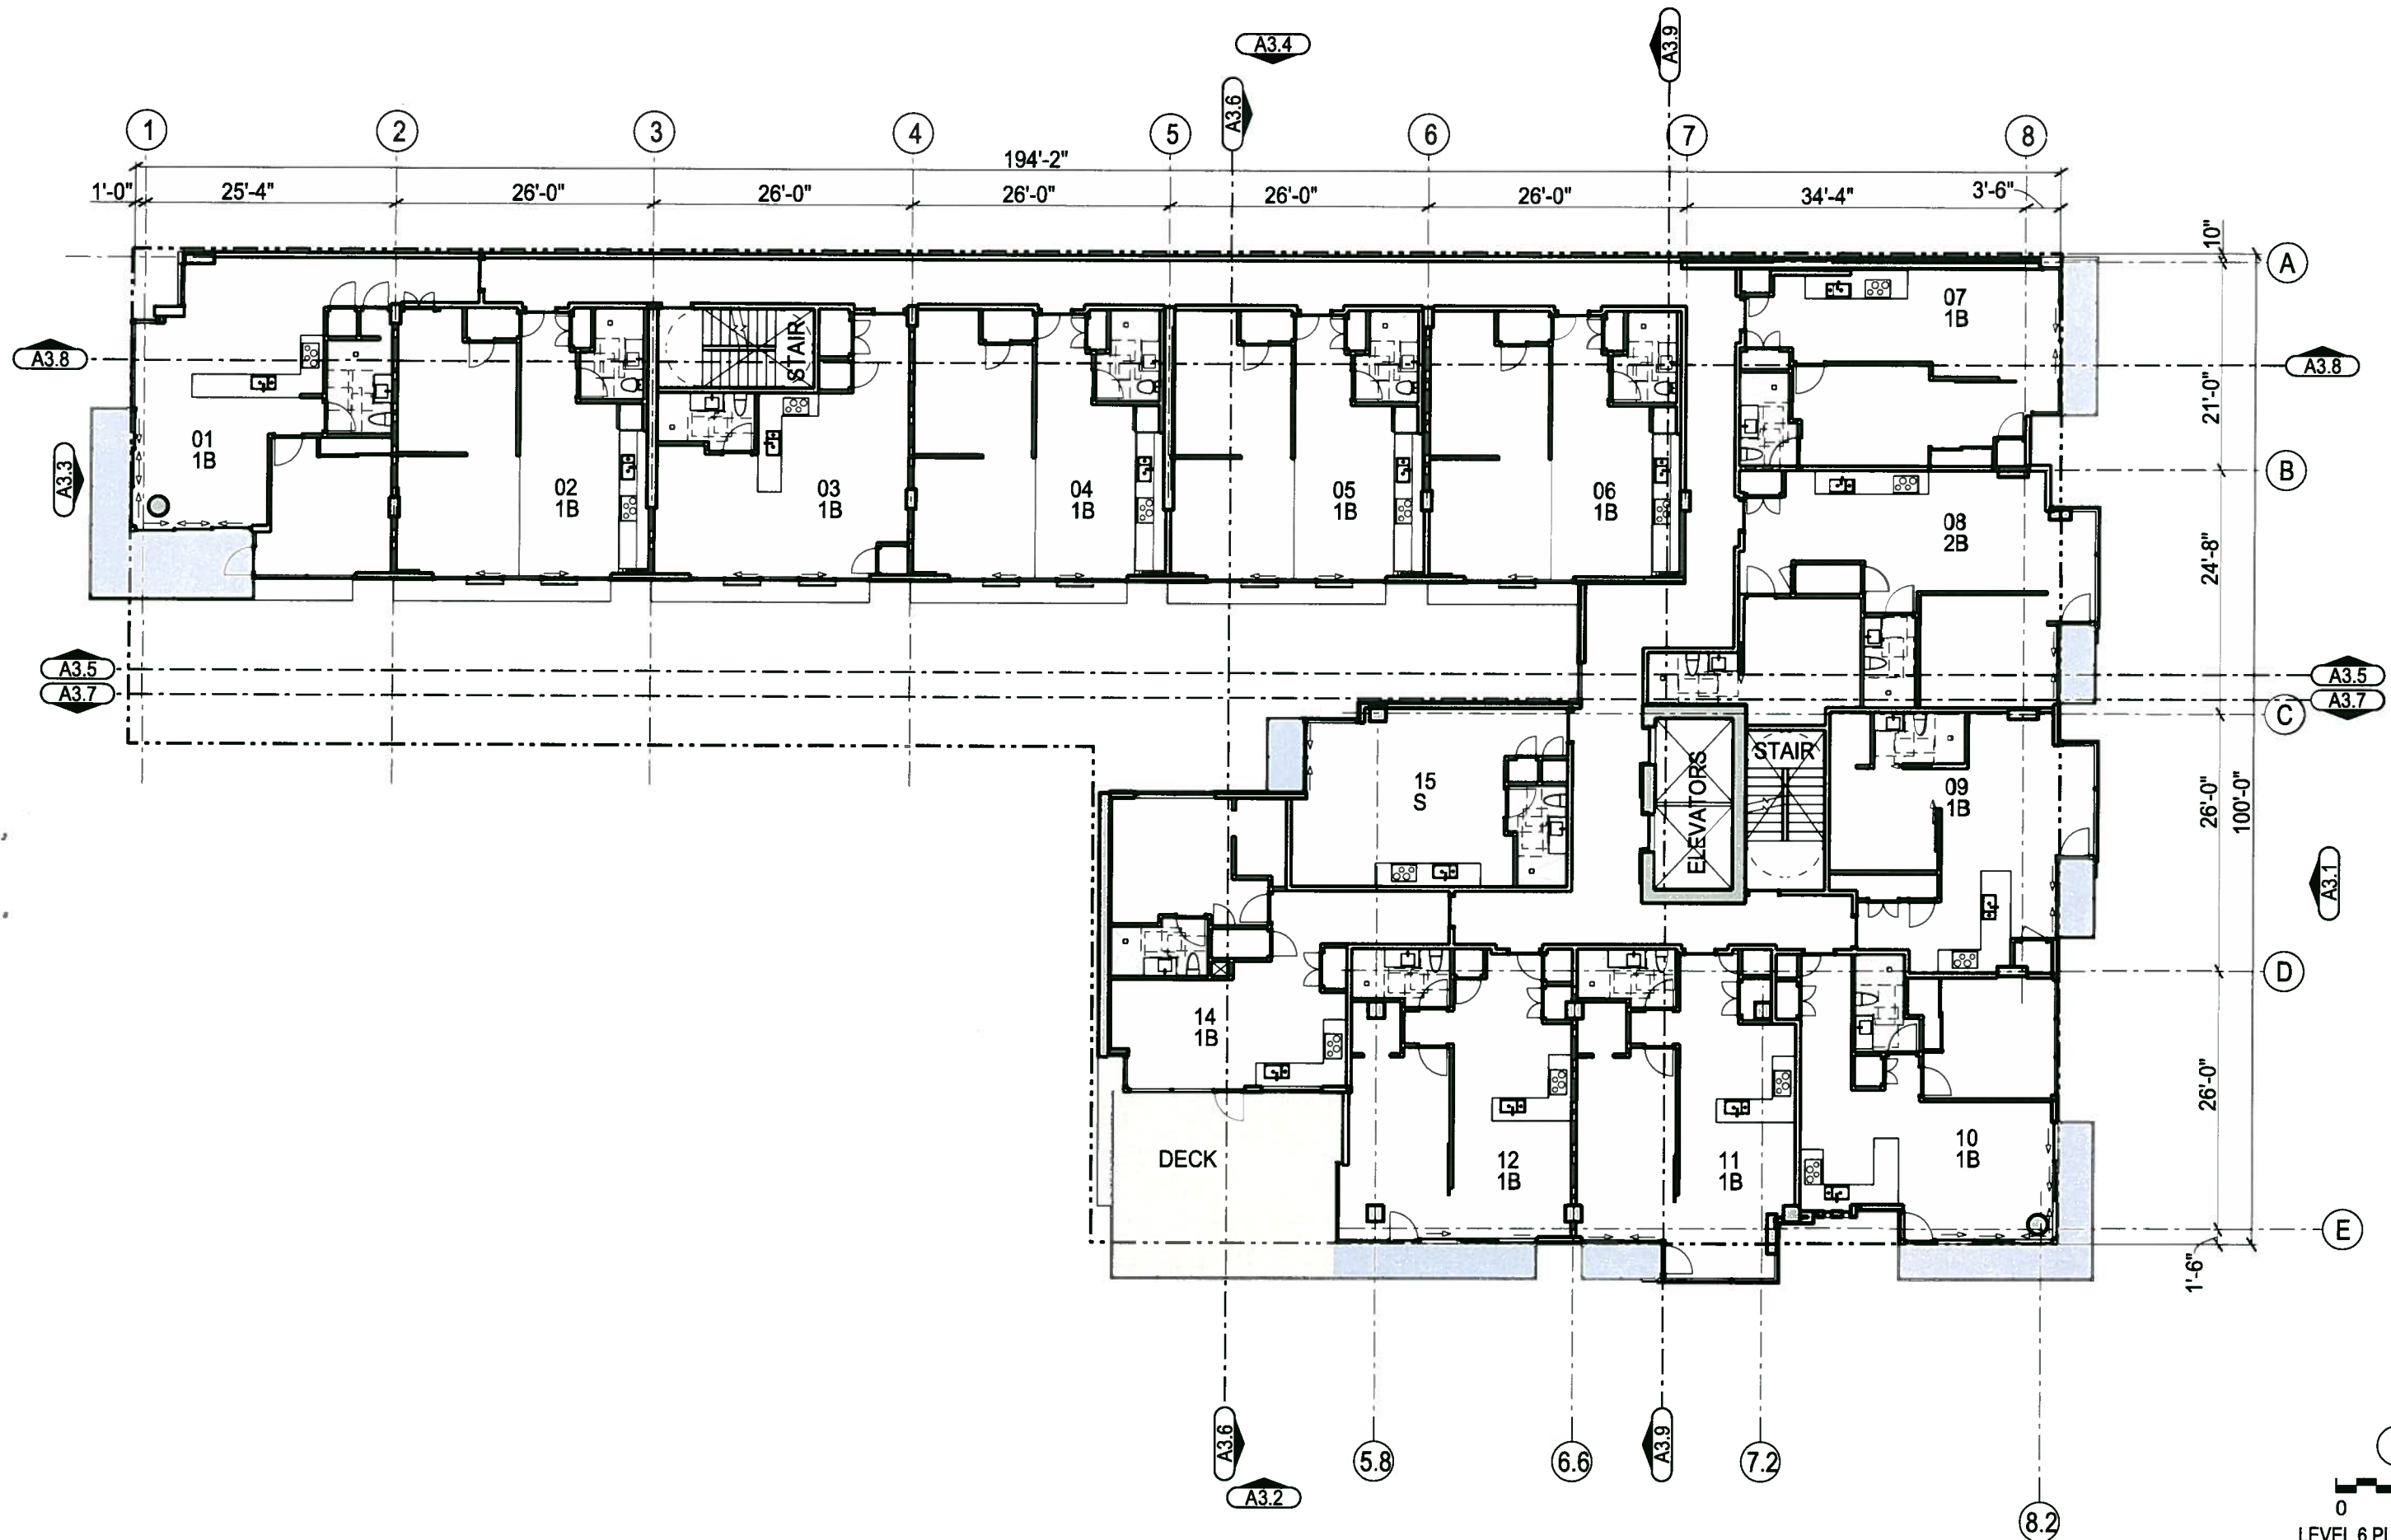 A3.4
A3.9
A3.6
1
2
3
4
5
6
7
8
194'-2"
1'-0"
25'-4"
26'-0"
26'-0"
26'-0"
26'-0"
26'-0"
34'-4"
3'-6"
10"
A
STAIR
07
1B
A3.8
A3.8
21'-0"
01
1B
A3.3
B
02
1B
03
1B
04
1B
05
1B
06
1B
08
2B
24'-8"
A3.5
A3.5
A3.7
A3.7
C
STAIR
ELEVATORS
15
S
09
1B
26'-0"
100'-0"
A3.1
D
14
1B
26'-0"
DECK
12
1B
11
1B
10
1B
E
1'-6"
A3.6
5.8
6.6
A3.9
7.2
A3.2
8.2
0
LEVEL 6